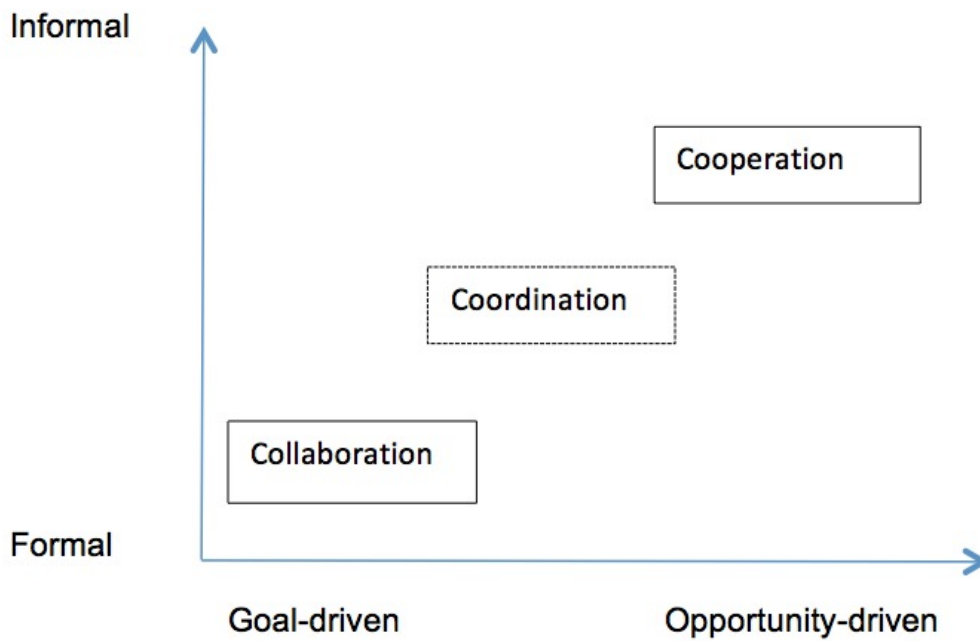 Informal
Cooperation
Coordination
Collaboration
Formal
Goal-driven
Opportunity-driven